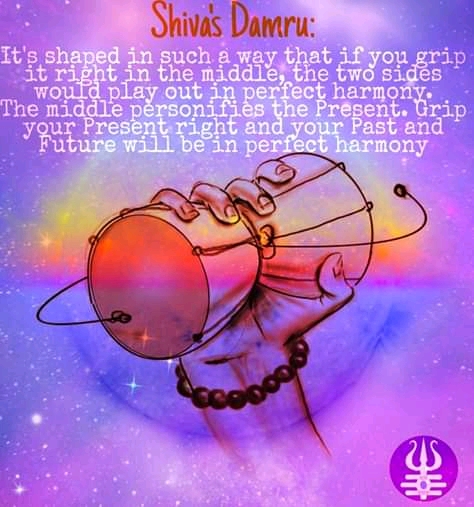 Shiva's Damru:
It's shaped in such a way that if you grip
it right in the middle, the two sides
would play out in perfect harmony.
The middle personifies the Present. Grip
your Present right and your Past and
Future will be in perfect harmony